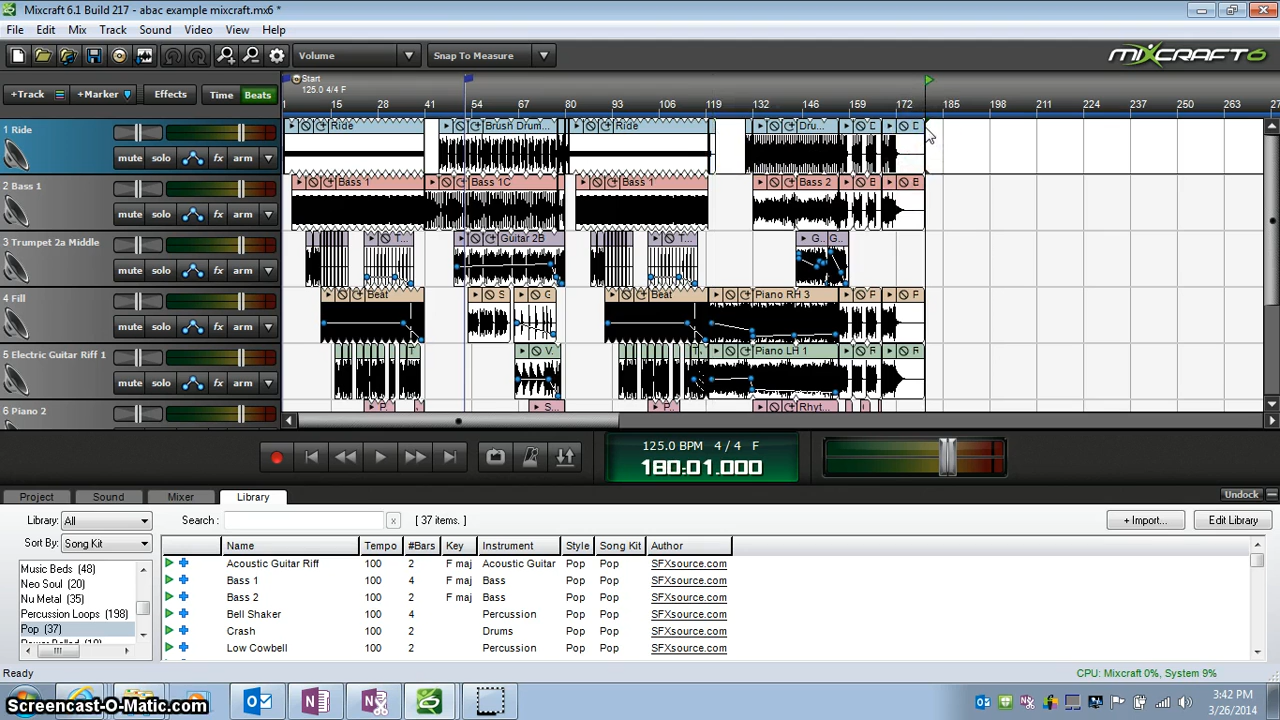 Mixcraft 6.1 Build 217 - abac example mixcraft.mx6 *
File Edit Mix Track Sound Video View Help
Volume Snap To Measure MIXCRAFT 6
+Track +Marker Effects Time Beats
Start
125.0 4/4 F
1 15 28 41 54 67 80 93 106 119 132 146 159 172 185 198 211 224 237 250 263 27
1 Ride
mute solo fx arm
Ride Brush Drum... Ride Dru... D D
2 Bass 1
mute solo fx arm
Bass 1 Bass 1C Bass 1 Bass 2 B B
3 Trumpet 2a Middle
mute solo fx arm
T... Guitar 2B T... G.. G..
4 Fill
mute solo fx arm
Beat S G Beat Piano RH 3 F F
5 Electric Guitar Riff 1
mute solo fx arm
T V. T.. Piano LH 1 R R
6 Piano 2
P.. S... P.. Rhyt...
125.0 BPM 4 / 4 F
180:01.000
Project Sound Mixer Library Undock
Library: All Search : x [ 37 items. ] + Import... Edit Library
Sort By: Song Kit
Name Tempo #Bars Key Instrument Style Song Kit Author
Music Beds (48)
Neo Soul (20)
Nu Metal (35)
Percussion Loops (198)
Pop (37)
Power Ballad (10)
Acoustic Guitar Riff 100 2 F maj Acoustic Guitar Pop Pop SFXsource.com
Bass 1 100 4 F maj Bass Pop Pop SFXsource.com
Bass 2 100 2 F maj Bass Pop Pop SFXsource.com
Bell Shaker 100 4 Percussion Pop Pop SFXsource.com
Crash 100 2 Drums Pop Pop SFXsource.com
Low Cowbell 100 2 Percussion Pop Pop SFXsource.com
Ready CPU: Mixcraft 0%, System 9%
Screencast-O-Matic.com
3:42 PM
3/26/2014